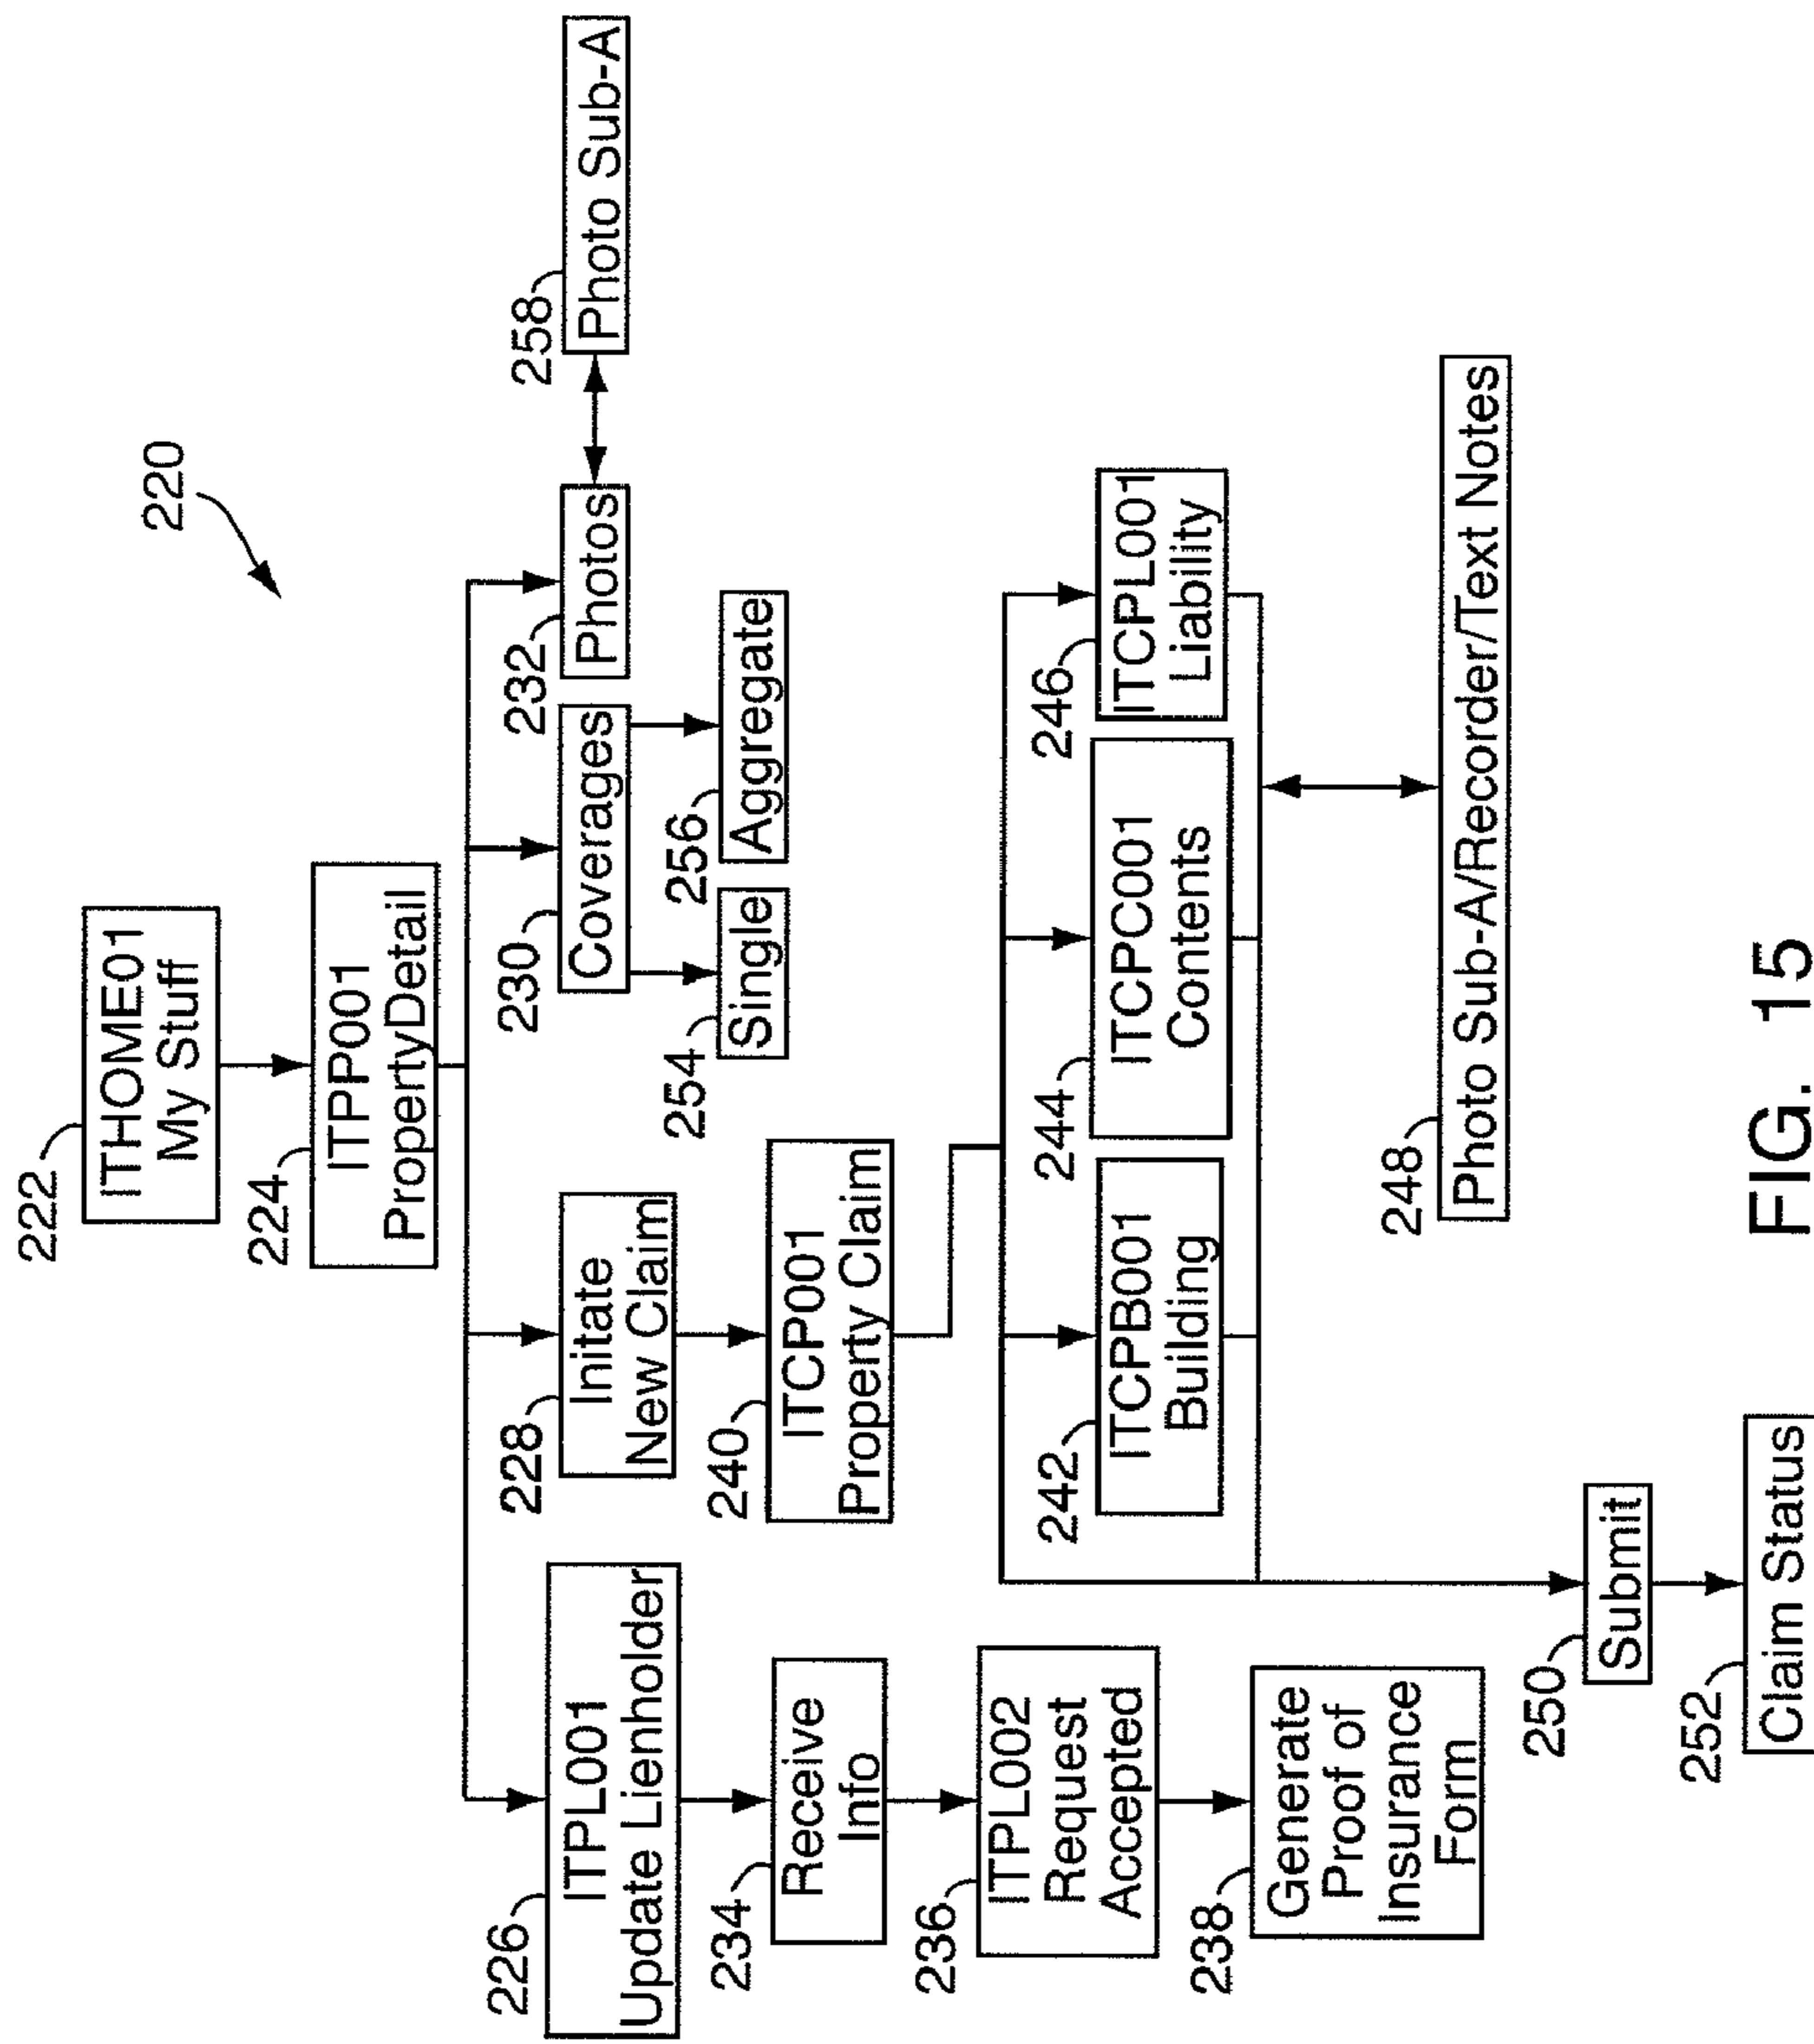 220
222
ITHOME01
My Stuff
224
ITPP001
PropertyDetail
226
ITPL001
Update Lienholder
228
Initate
New Claim
230
Coverages
232
Photos
258
Photo Sub-A
234
Receive
Info
240
ITCP001
Property Claim
254
Single
256
Aggregate
236
ITPL002
Request
Accepted
242
ITCPB001
Building
244
ITCPC001
Contents
246
ITCPL001
Liability
238
Generate
Proof of
Insurance
Form
248
Photo Sub-A/Recorder/Text Notes
250
Submit
252
Claim Status
FIG. 15